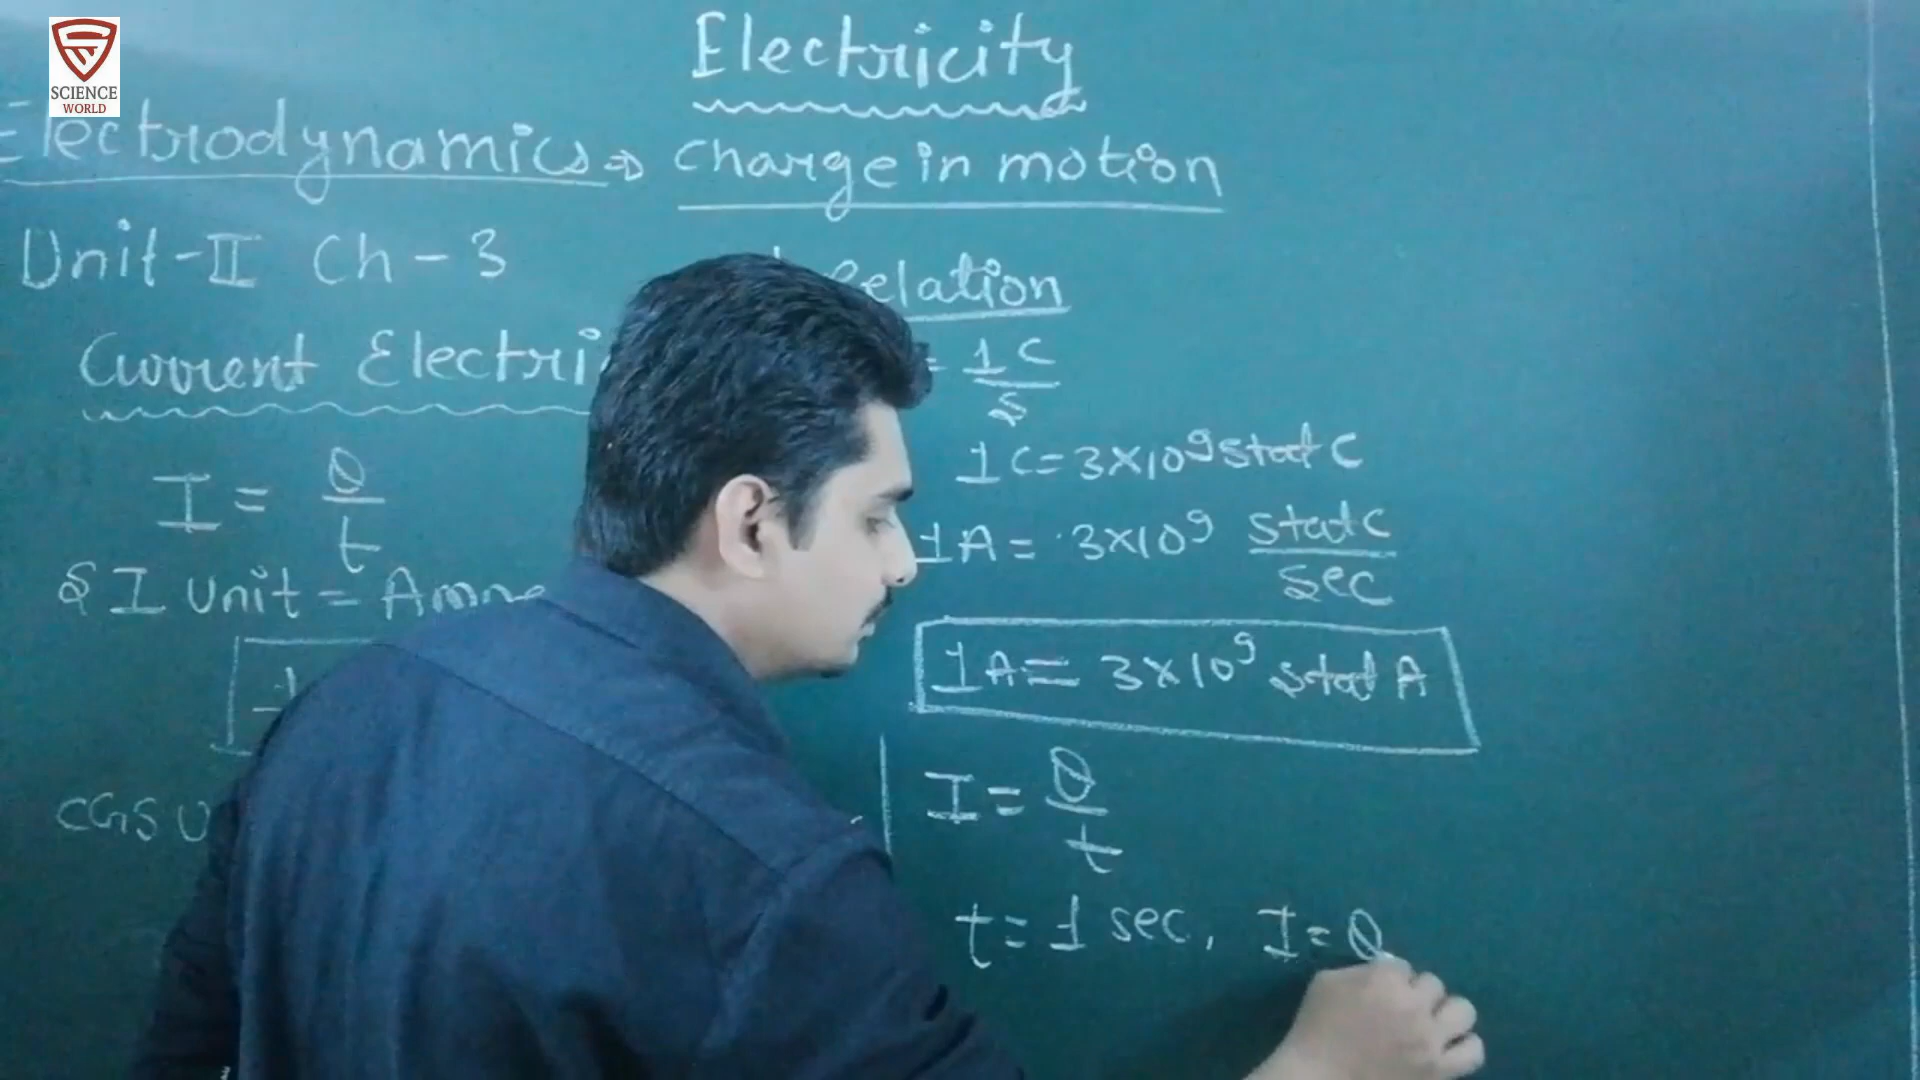 SCIENCE
WORLD
Electricity
Electrodynamics ⇒ charge in motion
Unit-II Ch-3
Current Electri
I = Q/t
SI unit =
CGS U
Relation
= 1C/s
1C = 3×10⁹ stat C
1A = 3×10⁹ statC/sec
1A = 3×10⁹ stat A
I = Q/t
t = 1 sec, I = Q